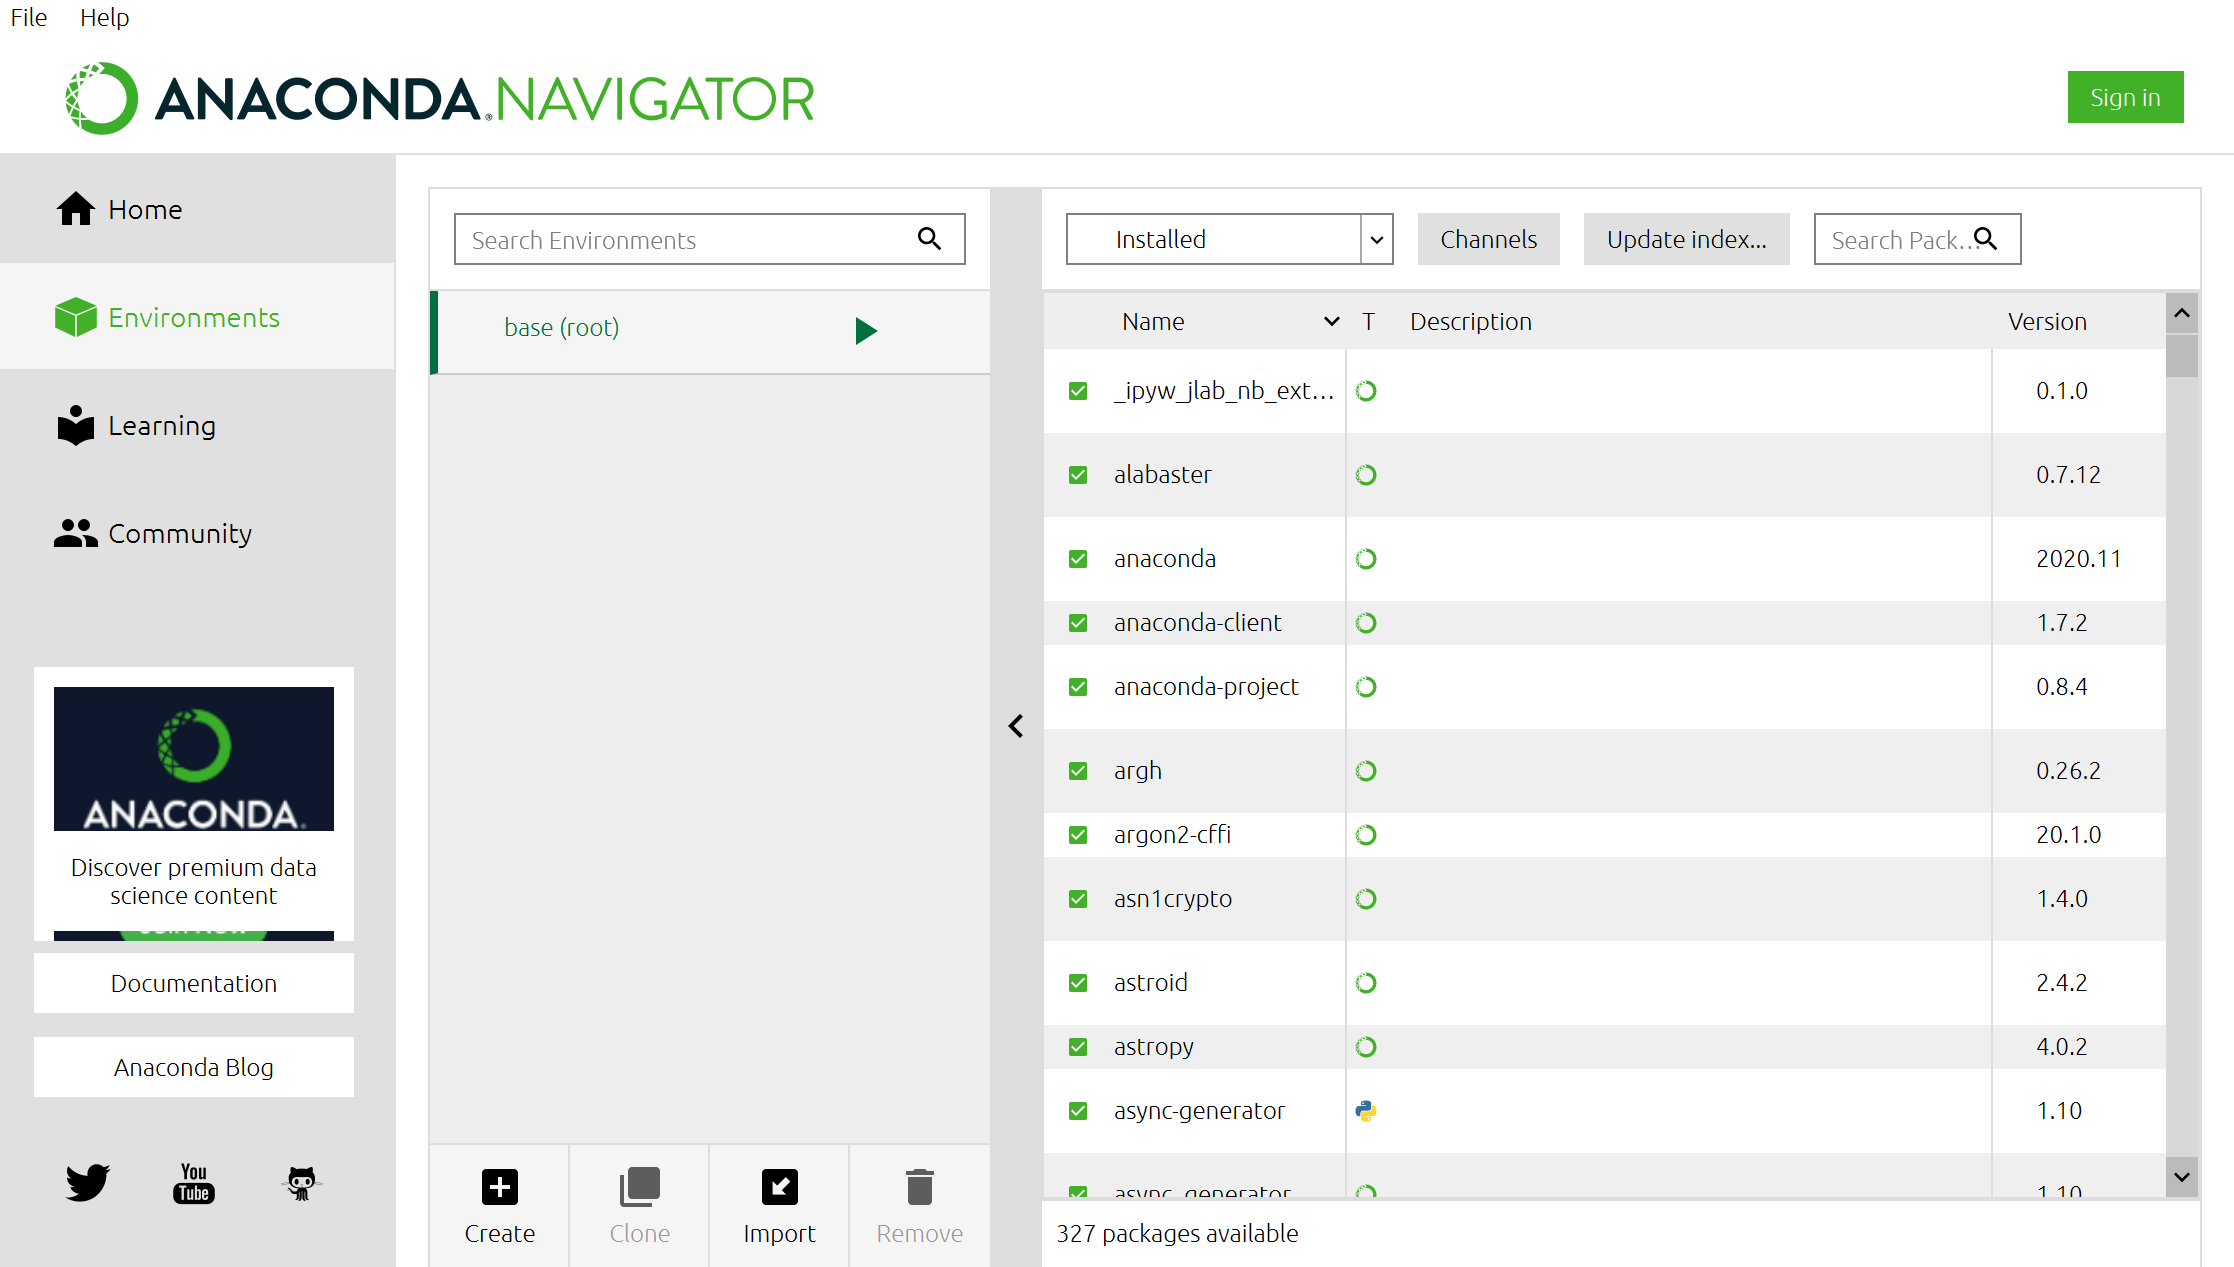 File Help
ANACONDA.NAVIGATOR
Sign in
Home
Environments
Learning
Community
ANACONDA.
Discover premium data
science content
Documentation
Anaconda Blog
You
Tube
Search Environments
base (root)
Create Clone Import Remove
Installed Channels Update index... Search Pack...
Name T Description Version
_ipyw_jlab_nb_ext... 0.1.0
alabaster 0.7.12
anaconda 2020.11
anaconda-client 1.7.2
anaconda-project 0.8.4
argh 0.26.2
argon2-cffi 20.1.0
asn1crypto 1.4.0
astroid 2.4.2
astropy 4.0.2
async-generator 1.10
async_generator 1.10
327 packages available